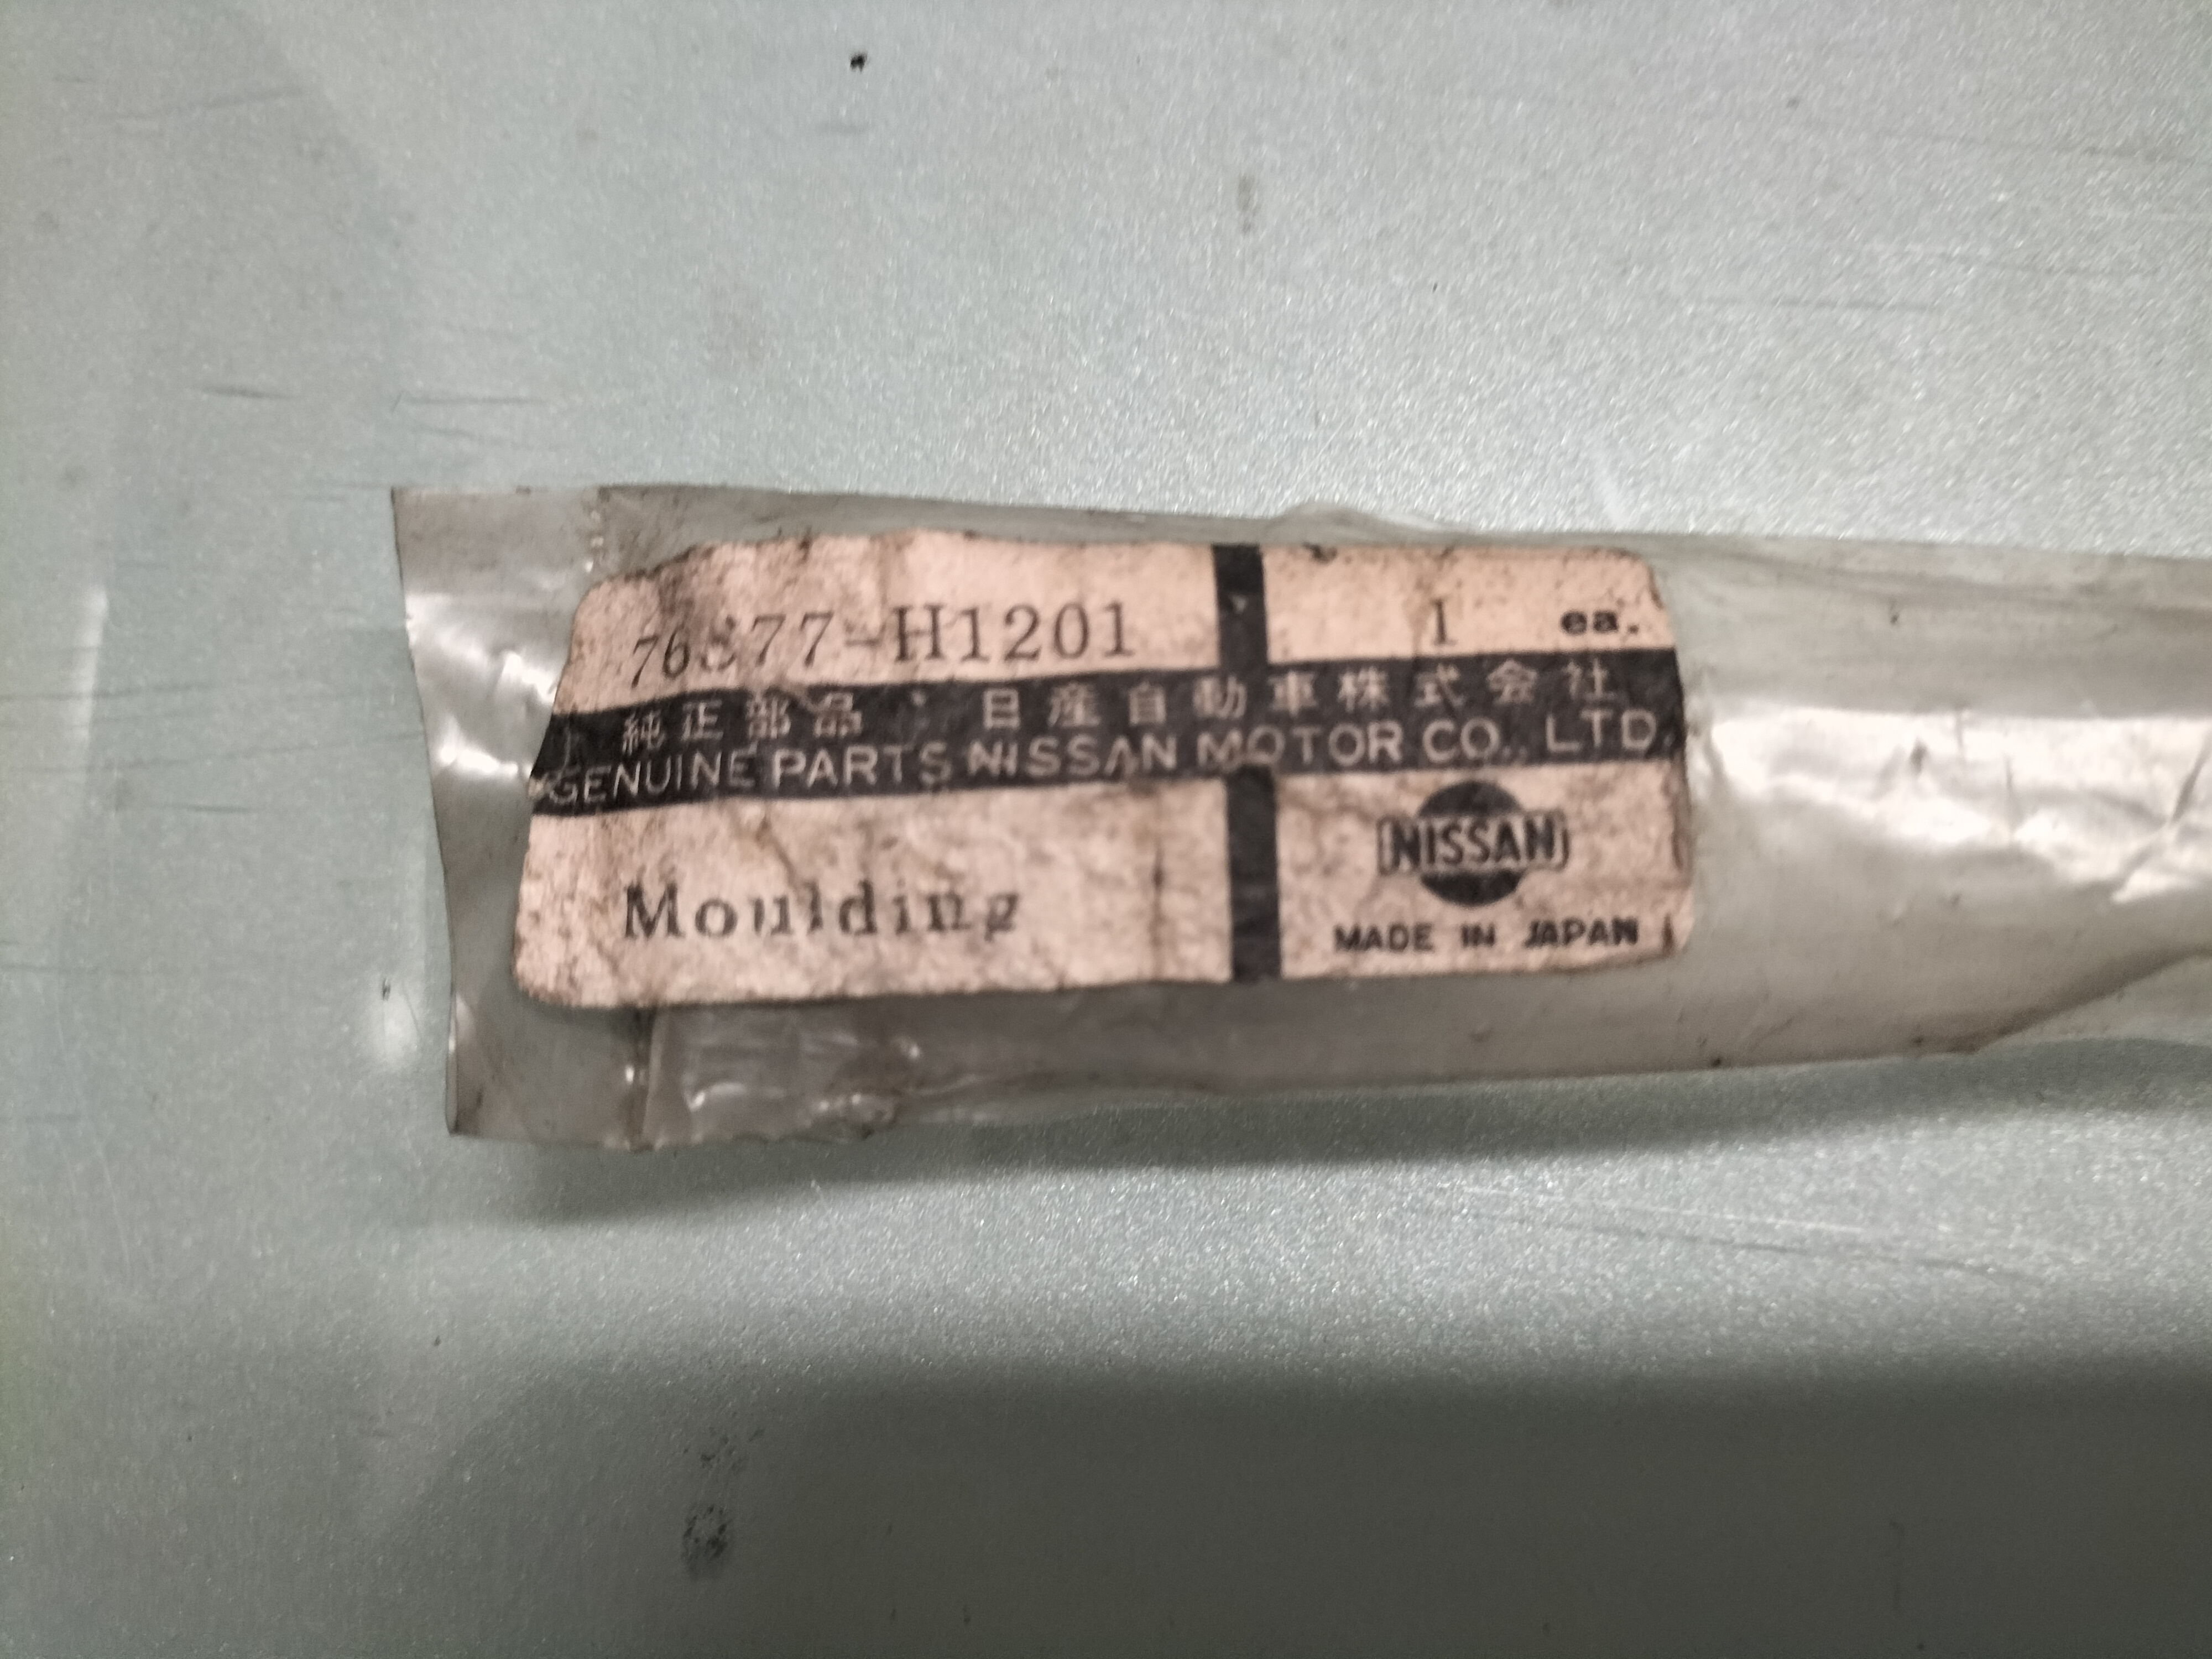 76877-H1201 1 ea.
純正部品 日産自動車株式会社
GENUINE PARTS NISSAN MOTOR CO., LTD.
Moulding
NISSAN
MADE IN JAPAN